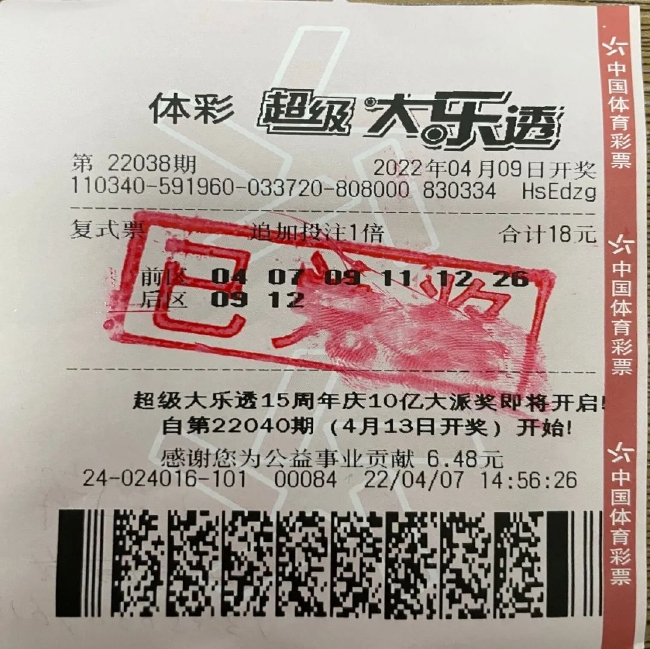 体彩 超级大乐透
第 22038期 2022年04月09日开奖
110340-591960-033720-808000 830334 HsEdzg
复式票 追加投注1倍 合计18元
前区 04 07 09 11 12 26
后区 09 12
已 奖
超级大乐透15周年庆10亿大派奖即将开启!
自第22040期（4月13日开奖）开始!
感谢您为公益事业贡献 6.48元
24-024016-101 00084 22/04/07 14:56:26
中国体育彩票
中国体育彩票
中国体育彩票